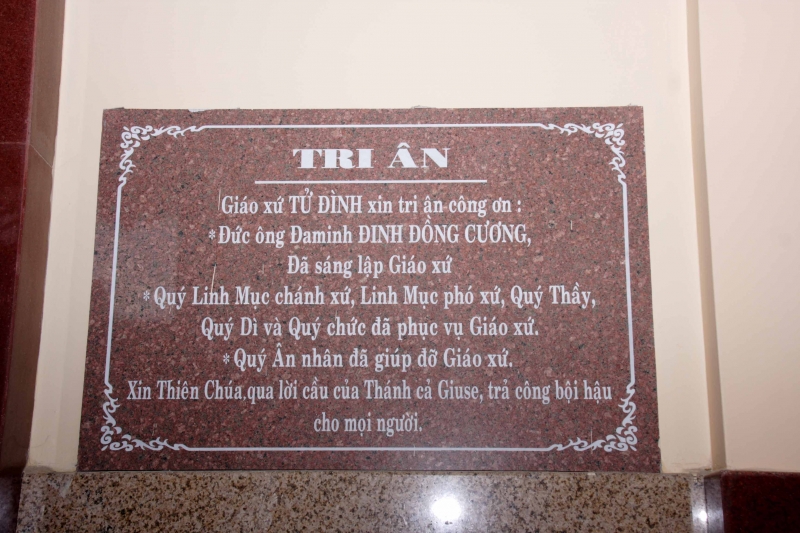 TRI ÂN
Giáo xứ TỬ ĐÌNH xin tri ân công ơn :
*Đức ông Đaminh ĐINH ĐỒNG CƯƠNG,
Đã sáng lập Giáo xứ
*Quý Linh Mục chánh xứ, Linh Mục phó xứ, Quý Thầy,
Quý Dì và Quý chức đã phục vụ Giáo xứ.
*Quý Ân nhân đã giúp đỡ Giáo xứ.
Xin Thiên Chúa,qua lời cầu của Thánh cả Giuse, trả công bội hậu
cho mọi người.